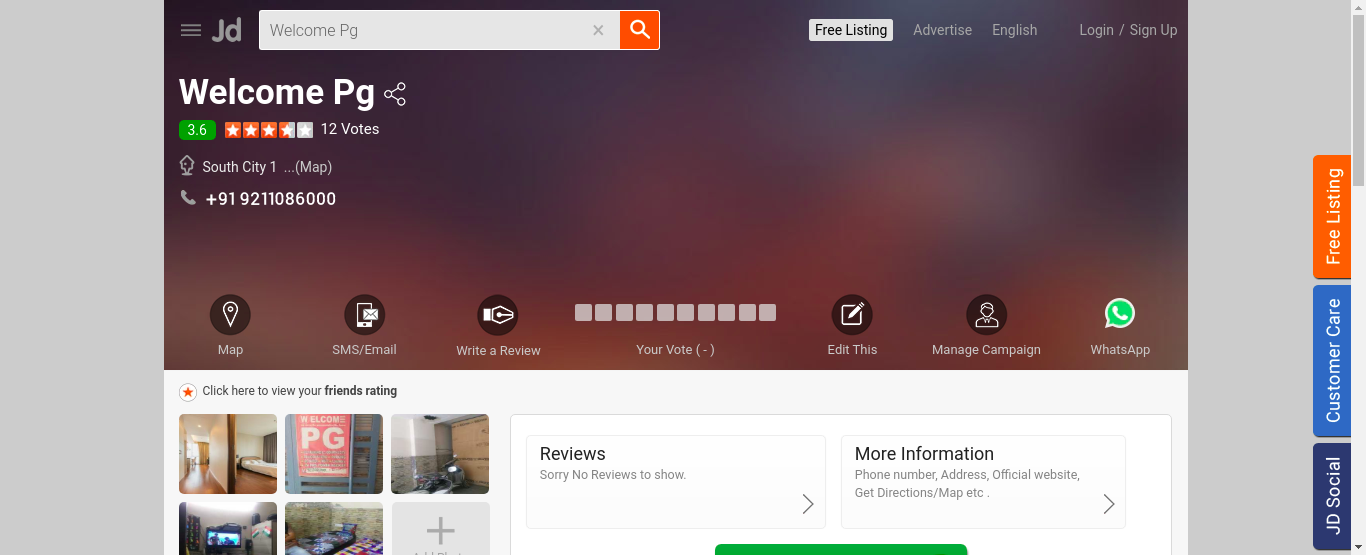 Jd
Welcome Pg
Free Listing
Advertise
English
Login / Sign Up
Welcome Pg
3.6
12 Votes
South City 1 ...(Map)
+91 9211086000
Map
SMS/Email
Write a Review
Your Vote ( - )
Edit This
Manage Campaign
WhatsApp
Click here to view your friends rating
WELCOME
PG
Reviews
Sorry No Reviews to show.
More Information
Phone number, Address, Official website,
Get Directions/Map etc .
Free Listing
Customer Care
JD Social